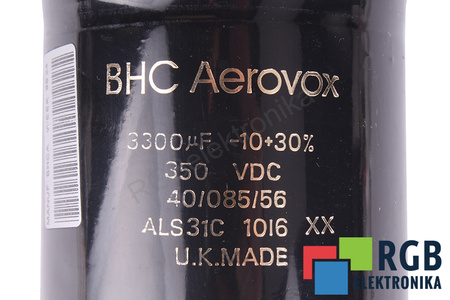 BHC Aerovox
3300µF -10+30%
350 VDC
40/085/56
ALS31C 1016 XX
U.K.MADE
RGB
ELEKTRONIKA